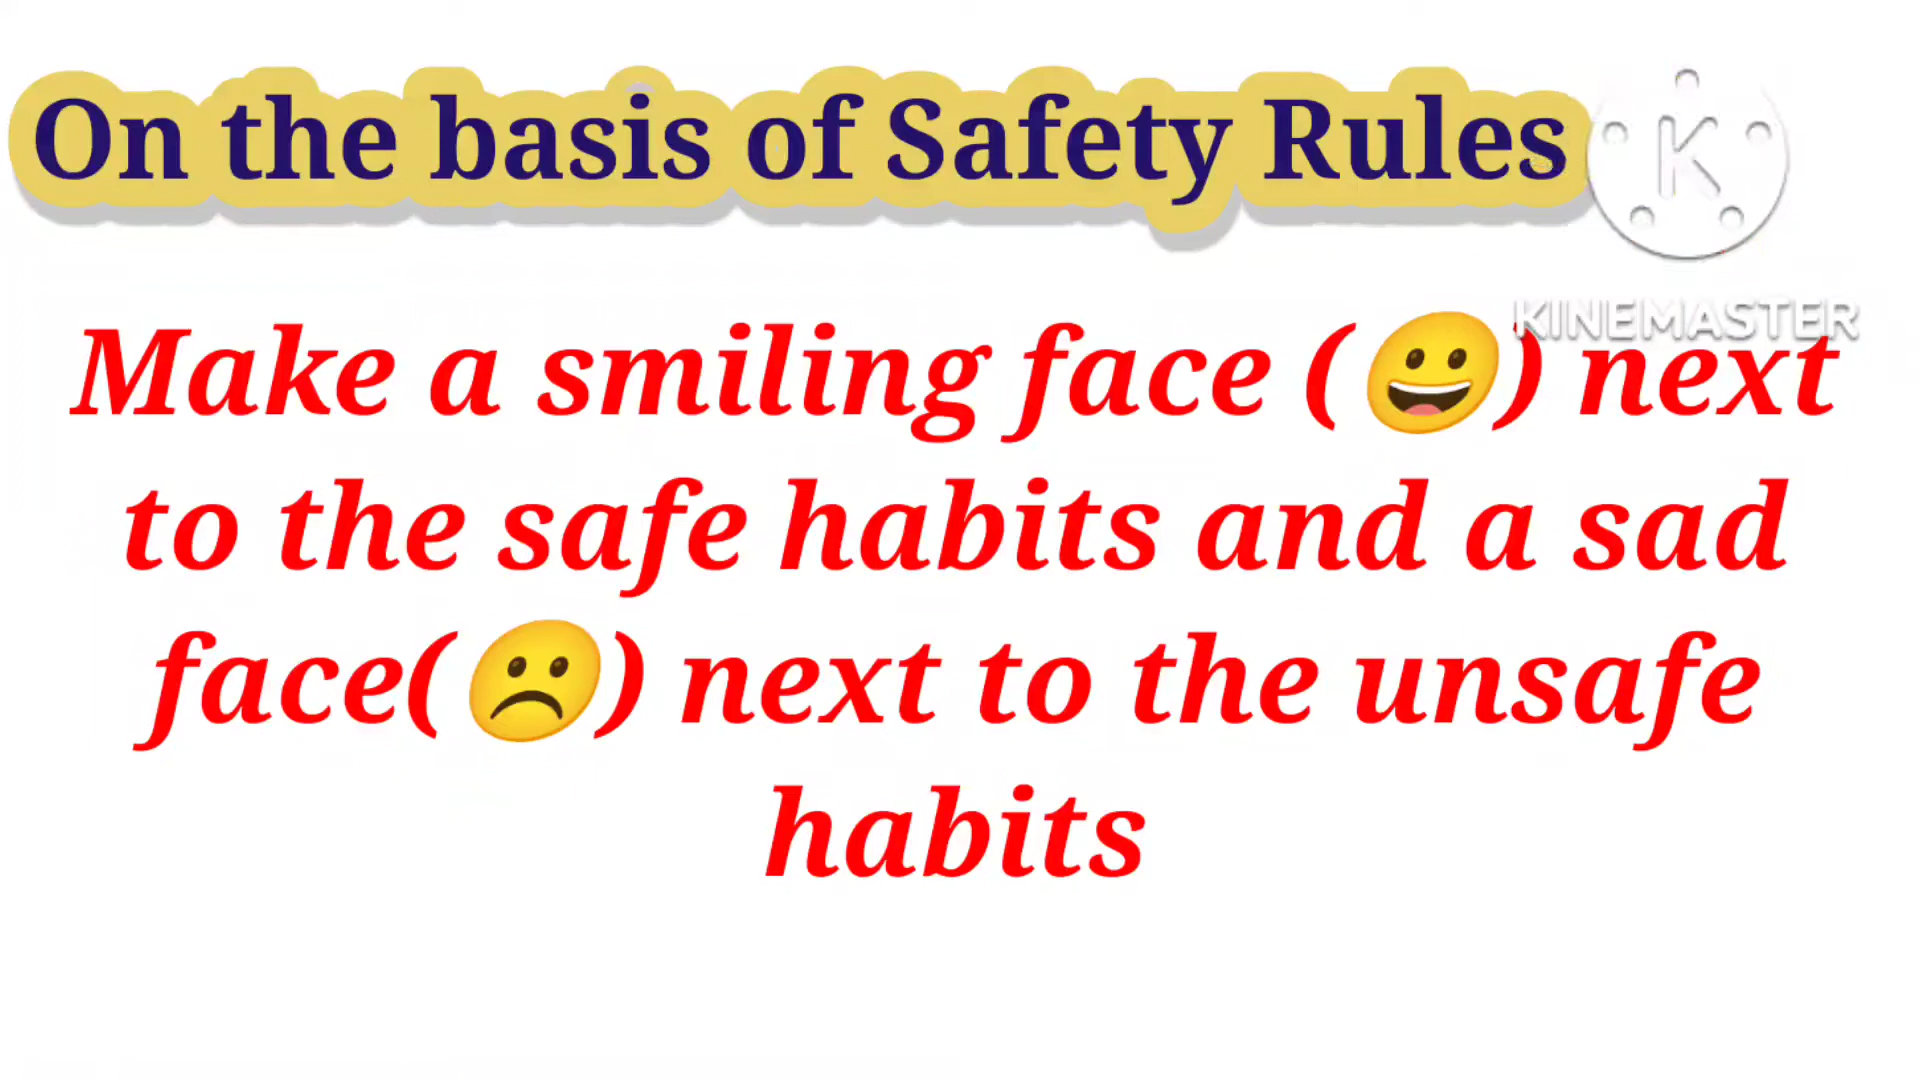 On the basis of Safety Rules
K
KINEMASTER
Make a smiling face (😀) next
to the safe habits and a sad
face(☹️) next to the unsafe
habits